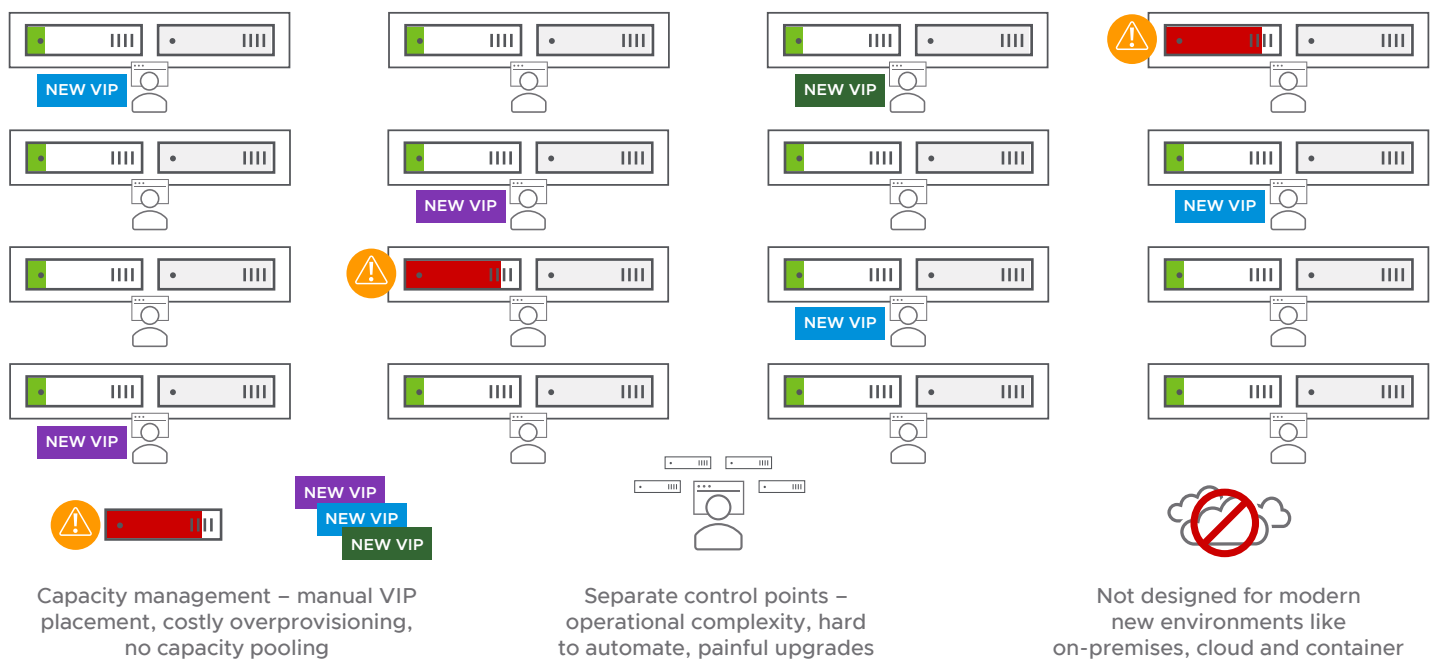 NEW VIP
NEW VIP
NEW VIP
NEW VIP
NEW VIP
NEW VIP
NEW VIP
NEW VIP
NEW VIP
Capacity management – manual VIP
placement, costly overprovisioning,
no capacity pooling
Separate control points –
operational complexity, hard
to automate, painful upgrades
Not designed for modern
new environments like
on-premises, cloud and container